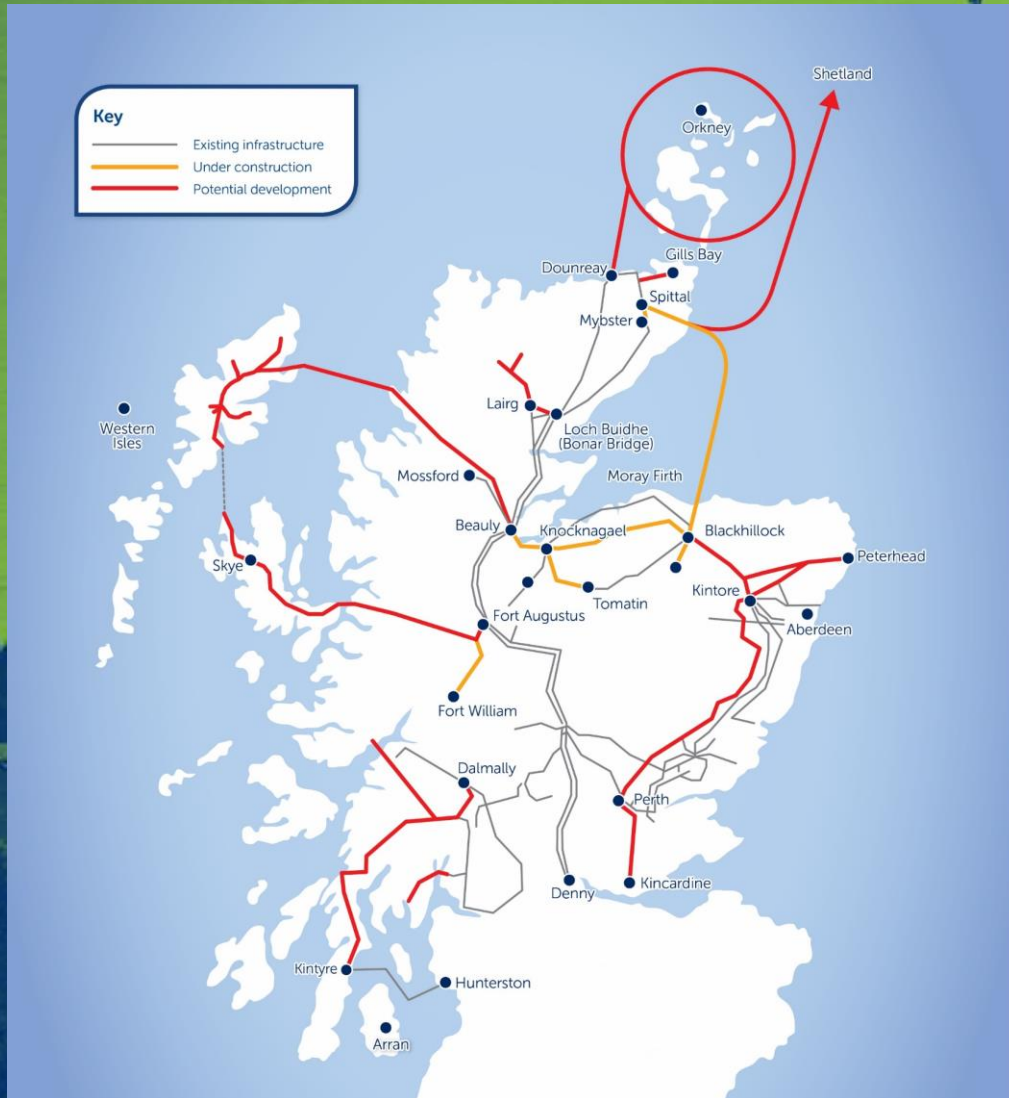 Key
Existing infrastructure
Under construction
Potential development
Shetland
Orkney
Gills Bay
Dounreay
Spittal
Mybster
Lairg
Loch Buidhe
(Bonar Bridge)
Western
Isles
Mossford
Moray Firth
Beauly
Knocknagael
Blackhillock
Peterhead
Skye
Tomatin
Kintore
Fort Augustus
Aberdeen
Fort William
Dalmally
Perth
Denny
Kincardine
Kintyre
Hunterston
Arran